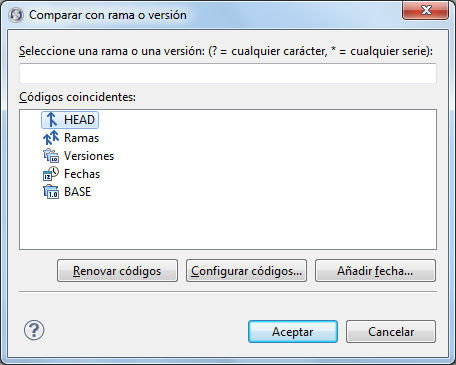 Comparar con rama o versión
Seleccione una rama o una versión: (? = cualquier carácter, * = cualquier serie):
Códigos coincidentes:
HEAD
Ramas
Versiones
Fechas
BASE
Renovar códigos Configurar códigos... Añadir fecha...
Aceptar Cancelar